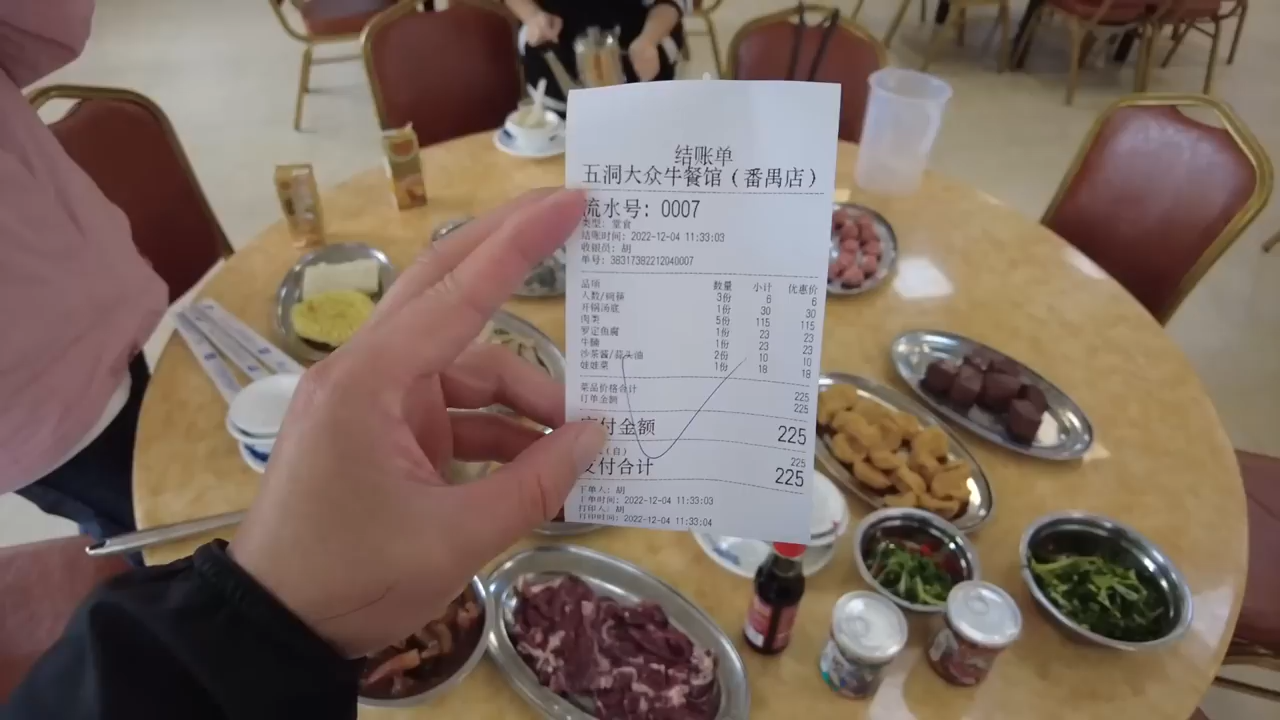 结账单
五洞大众牛餐馆（番禺店）
流水号: 0007
类型: 堂食
结账时间: 2022-12-04 11:33:03
收银员: 胡
单号: 38317382212040007
品项 数量 小计 优惠价
人数/碗筷 3份 6 6
开锅汤底 1份 30 30
肉类 5份 115 115
罗定鱼腐 1份 23 23
牛腩 1份 23 23
沙茶酱/蒜头油 2份 10 10
娃娃菜 1份 18 18
菜品价格合计 225
订单金额 225
应付金额 225
(自) 225
支付合计 225
下单人: 胡
下单时间: 2022-12-04 11:33:03
打印人: 胡
打印时间: 2022-12-04 11:33:04